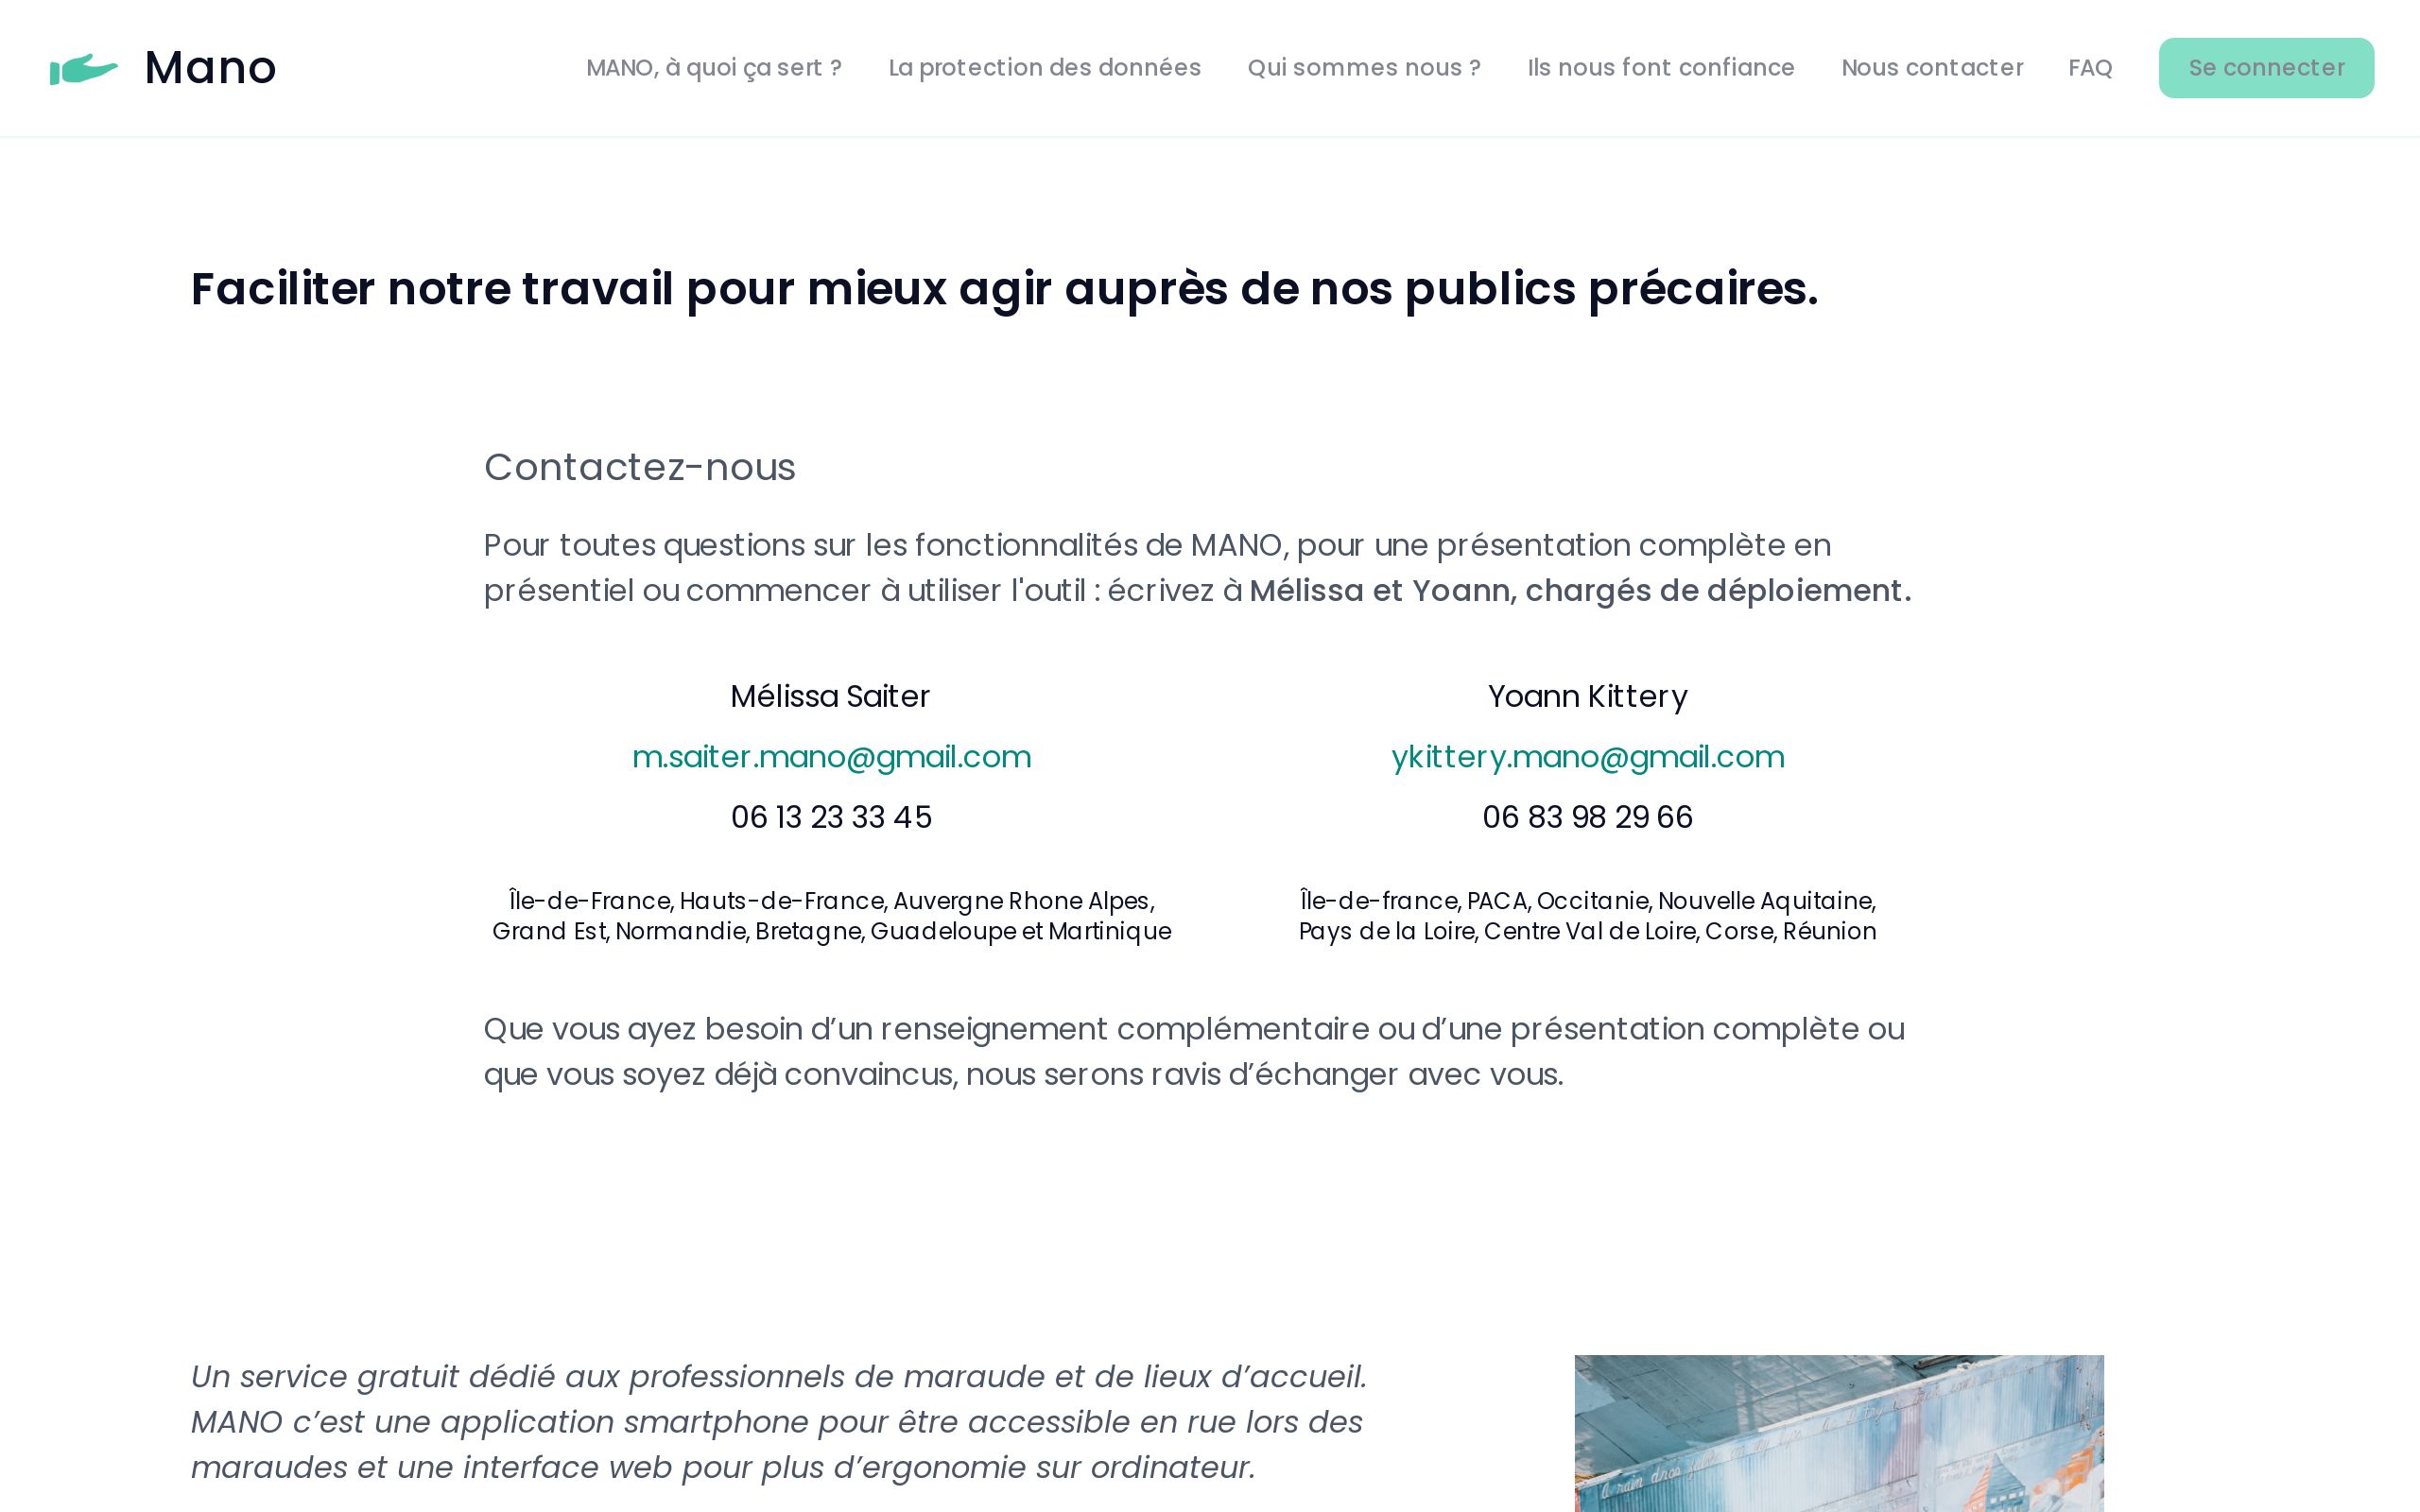 Mano
MANO, à quoi ça sert ?
La protection des données
Qui sommes nous ?
Ils nous font confiance
Nous contacter
FAQ
Se connecter
Faciliter notre travail pour mieux agir auprès de nos publics précaires.
Contactez-nous
Pour toutes questions sur les fonctionnalités de MANO, pour une présentation complète en
présentiel ou commencer à utiliser l'outil : écrivez à Mélissa et Yoann, chargés de déploiement.
Mélissa Saiter
m.saiter.mano@gmail.com
06 13 23 33 45
Île-de-France, Hauts-de-France, Auvergne Rhone Alpes,
Grand Est, Normandie, Bretagne, Guadeloupe et Martinique
Yoann Kittery
ykittery.mano@gmail.com
06 83 98 29 66
Île-de-france, PACA, Occitanie, Nouvelle Aquitaine,
Pays de la Loire, Centre Val de Loire, Corse, Réunion
Que vous ayez besoin d’un renseignement complémentaire ou d’une présentation complète ou
que vous soyez déjà convaincus, nous serons ravis d’échanger avec vous.
Un service gratuit dédié aux professionnels de maraude et de lieux d’accueil.
MANO c’est une application smartphone pour être accessible en rue lors des
maraudes et une interface web pour plus d’ergonomie sur ordinateur.